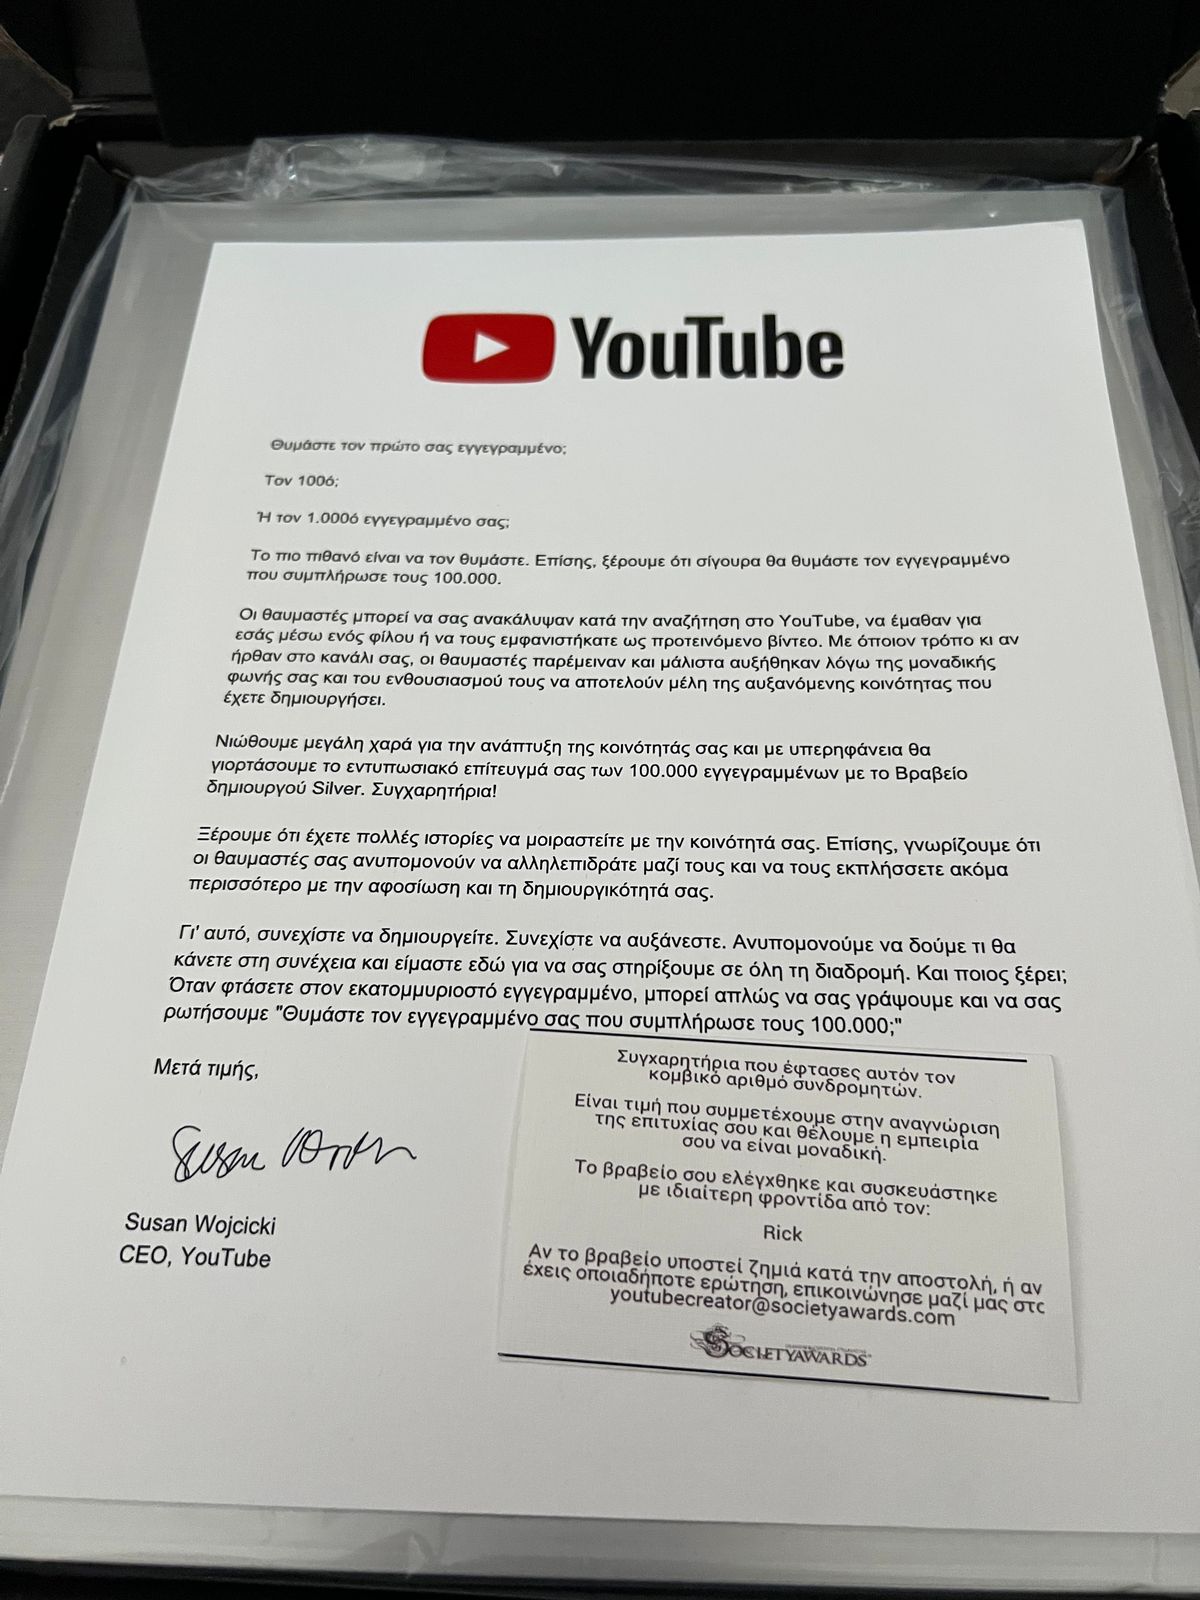 YouTube
Θυμάστε τον πρώτο σας εγγεγραμμένο;
Τον 100ό;
Ή τον 1.000ό εγγεγραμμένο σας;
Το πιο πιθανό είναι να τον θυμάστε. Επίσης, ξέρουμε ότι σίγουρα θα θυμάστε τον εγγεγραμμένο
που συμπλήρωσε τους 100.000.
Οι θαυμαστές μπορεί να σας ανακάλυψαν κατά την αναζήτηση στο YouTube, να έμαθαν για
εσάς μέσω ενός φίλου ή να τους εμφανιστήκατε ως προτεινόμενο βίντεο. Με όποιον τρόπο κι αν
ήρθαν στο κανάλι σας, οι θαυμαστές παρέμειναν και μάλιστα αυξήθηκαν λόγω της μοναδικής
φωνής σας και του ενθουσιασμού τους να αποτελούν μέλη της αυξανόμενης κοινότητας που
έχετε δημιουργήσει.
Νιώθουμε μεγάλη χαρά για την ανάπτυξη της κοινότητάς σας και με υπερηφάνεια θα
γιορτάσουμε το εντυπωσιακό επίτευγμά σας των 100.000 εγγεγραμμένων με το Βραβείο
δημιουργού Silver. Συγχαρητήρια!
Ξέρουμε ότι έχετε πολλές ιστορίες να μοιραστείτε με την κοινότητά σας. Επίσης, γνωρίζουμε ότι
οι θαυμαστές σας ανυπομονούν να αλληλεπιδράτε μαζί τους και να τους εκπλήσσετε ακόμα
περισσότερο με την αφοσίωση και τη δημιουργικότητά σας.
Γι' αυτό, συνεχίστε να δημιουργείτε. Συνεχίστε να αυξάνεστε. Ανυπομονούμε να δούμε τι θα
κάνετε στη συνέχεια και είμαστε εδώ για να σας στηρίξουμε σε όλη τη διαδρομή. Και ποιος ξέρει;
Όταν φτάσετε στον εκατομμυριοστό εγγεγραμμένο, μπορεί απλώς να σας γράψουμε και να σας
ρωτήσουμε "Θυμάστε τον εγγεγραμμένο σας που συμπλήρωσε τους 100.000;"
Μετά τιμής,
Susan Wojcicki
CEO, YouTube
Συγχαρητήρια που έφτασες αυτόν τον
κομβικό αριθμό συνδρομητών.
Είναι τιμή που συμμετέχουμε στην αναγνώριση
της επιτυχίας σου και θέλουμε η εμπειρία
σου να είναι μοναδική.
Το βραβείο σου ελέγχθηκε και συσκευάστηκε
με ιδιαίτερη φροντίδα από τον:
Rick
Αν το βραβείο υποστεί ζημιά κατά την αποστολή, ή αν
έχεις οποιαδήποτε ερώτηση, επικοινώνησε μαζί μας στο
youtubecreator@societyawards.com
SOCIETYAWARDS